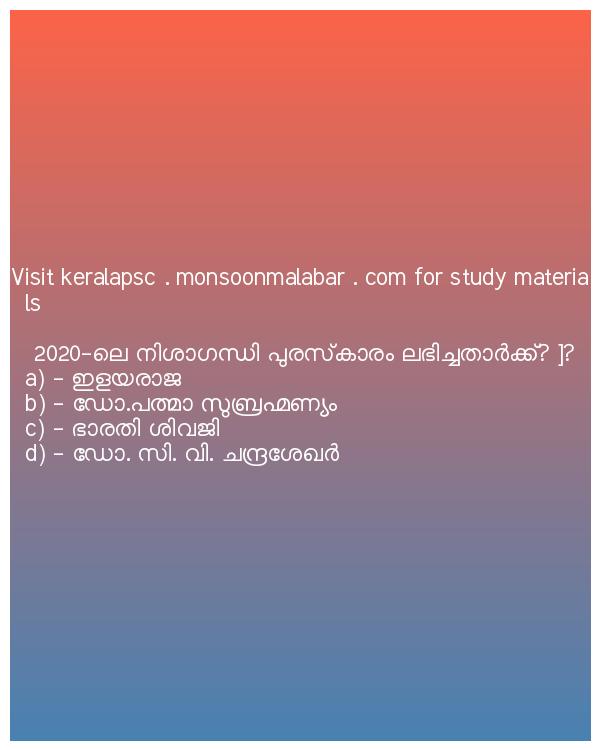 Visit keralapsc . monsoonmalabar . com for study materia
ls
2020-ലെ നിശാഗന്ധി പുരസ്‌കാരം ലഭിച്ചതാർക്ക്? ]?
a) - ഇളയരാജ
b) - ഡോ.പത്മാ സുബ്രഹ്മണ്യം
c) - ഭാരതി ശിവജി
d) - ഡോ. സി. വി. ചന്ദ്രശേഖർ